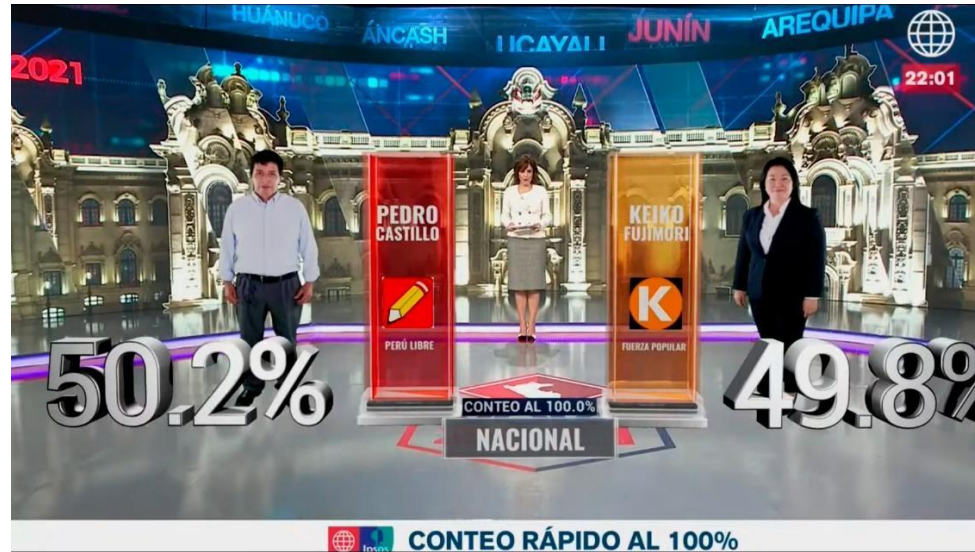 HUÁNUCO
ÁNCASH
UCAYALI
JUNÍN
AREQUIPA
2021
22:01
PEDRO
CASTILLO
KEIKO
FUJIMORI
K
PERÚ LIBRE
FUERZA POPULAR
50.2%
49.8%
CONTEO AL 100.0%
NACIONAL
Ipsos
CONTEO RÁPIDO AL 100%